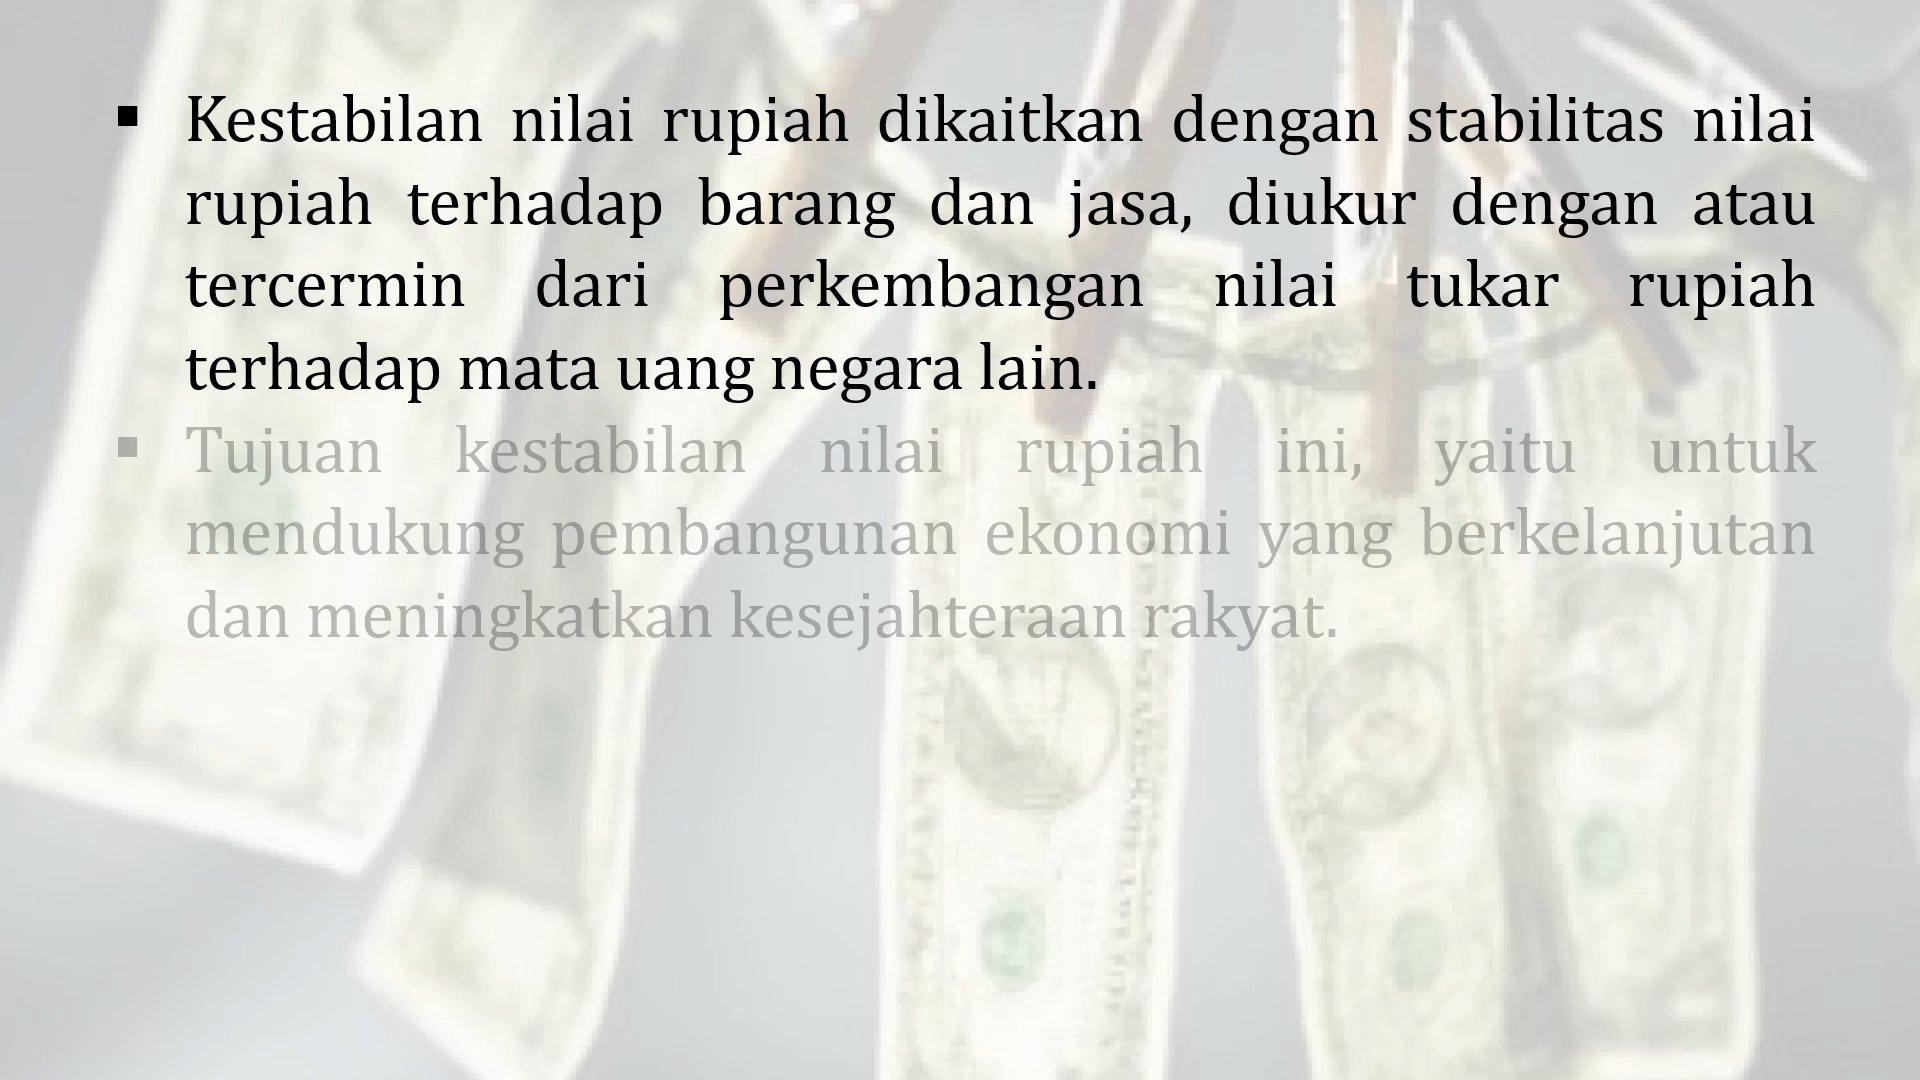 ▪ Kestabilan nilai rupiah dikaitkan dengan stabilitas nilai
rupiah terhadap barang dan jasa, diukur dengan atau
tercermin dari perkembangan nilai tukar rupiah
terhadap mata uang negara lain.
▪ Tujuan kestabilan nilai rupiah ini, yaitu untuk
mendukung pembangunan ekonomi yang berkelanjutan
dan meningkatkan kesejahteraan rakyat.